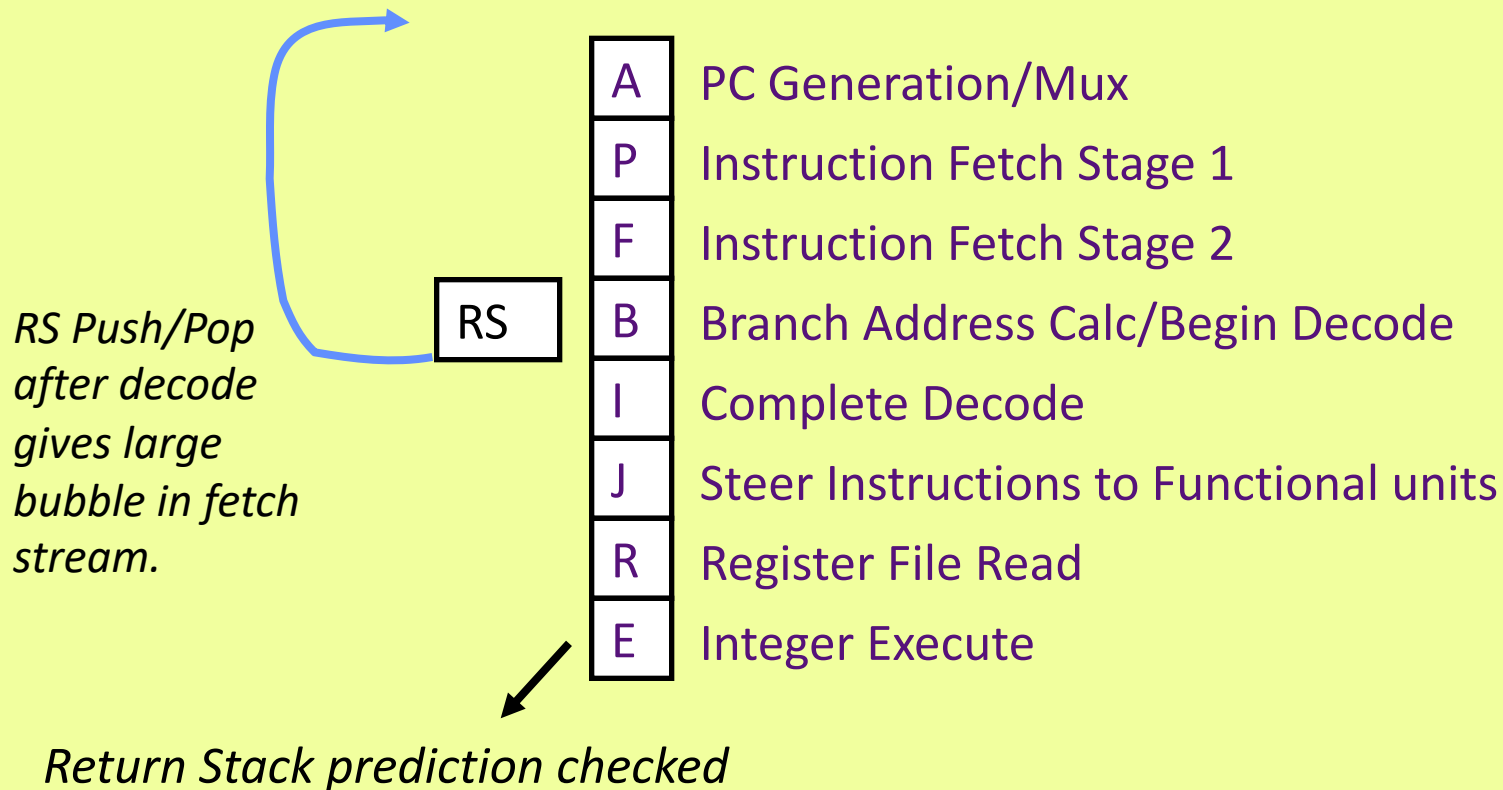 A PC Generation/Mux
P Instruction Fetch Stage 1
F Instruction Fetch Stage 2
RS B Branch Address Calc/Begin Decode
I Complete Decode
J Steer Instructions to Functional units
R Register File Read
E Integer Execute
RS Push/Pop
after decode
gives large
bubble in fetch
stream.
Return Stack prediction checked